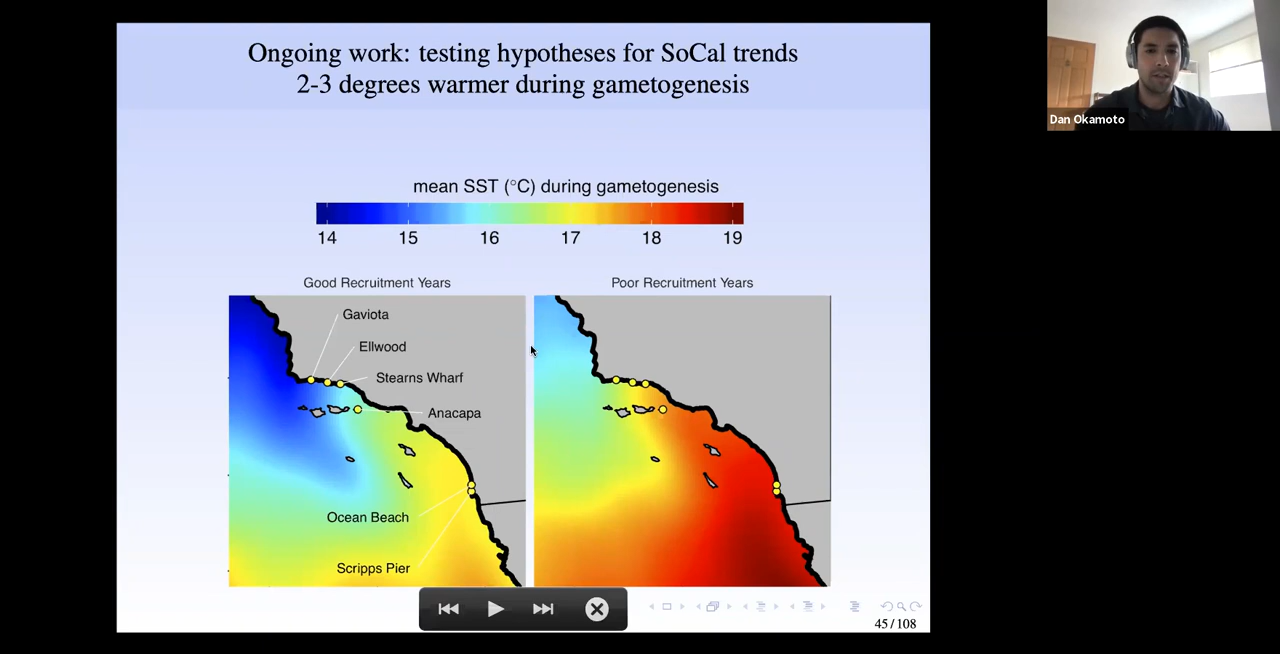 Ongoing work: testing hypotheses for SoCal trends
2-3 degrees warmer during gametogenesis
Dan Okamoto
mean SST (°C) during gametogenesis
14 15 16 17 18 19
Good Recruitment Years
Poor Recruitment Years
Gaviota
Ellwood
Stearns Wharf
Anacapa
Ocean Beach
Scripps Pier
45 / 108